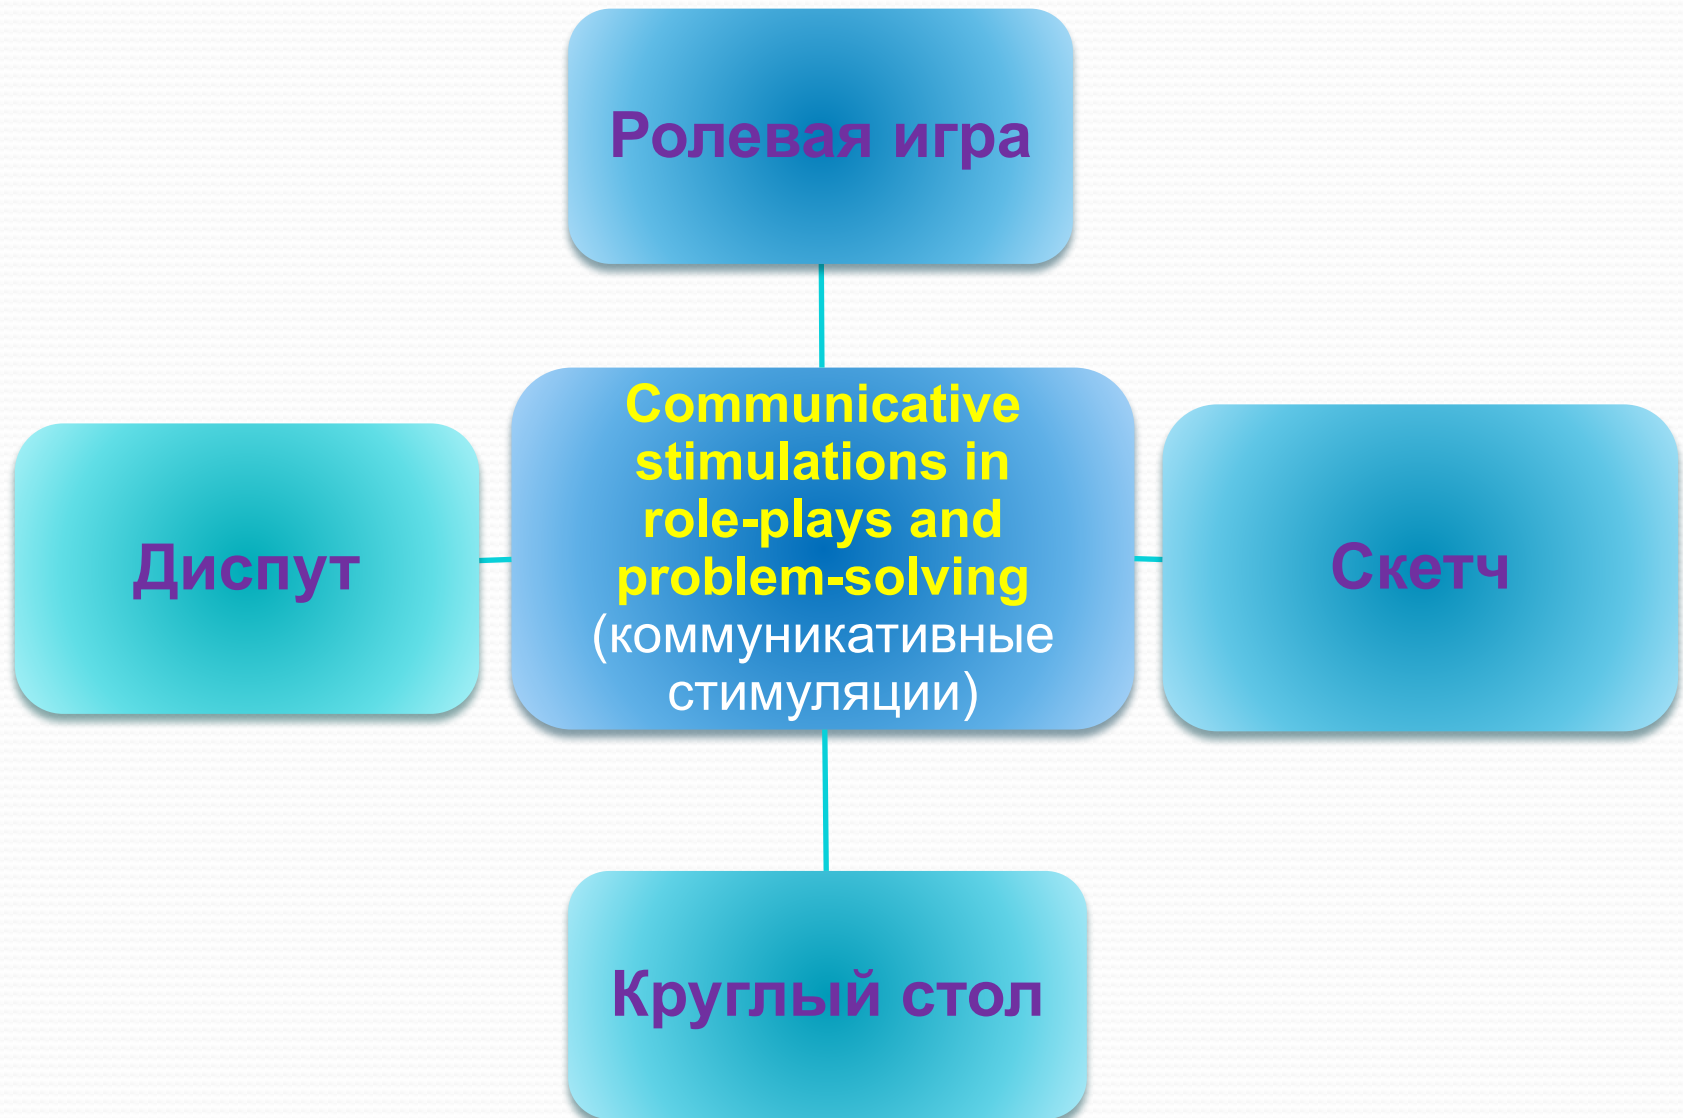 Ролевая игра
Communicative
stimulations in
role-plays and
problem-solving
(коммуникативные
стимуляции)
Диспут
Скетч
Круглый стол